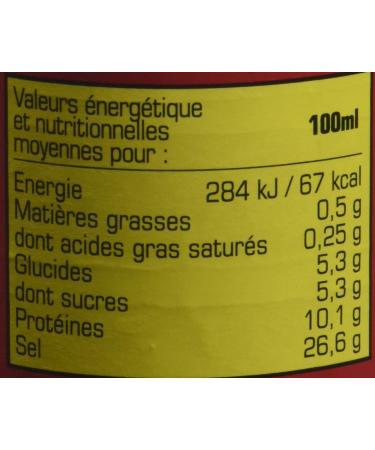 Valeurs énergétique
et nutritionnelles
moyennes pour : 100ml
Energie 284 kJ / 67 kcal
Matières grasses 0,5 g
dont acides gras saturés 0,25 g
Glucides 5,3 g
dont sucres 5,3 g
Protéines 10,1 g
Sel 26,6 g